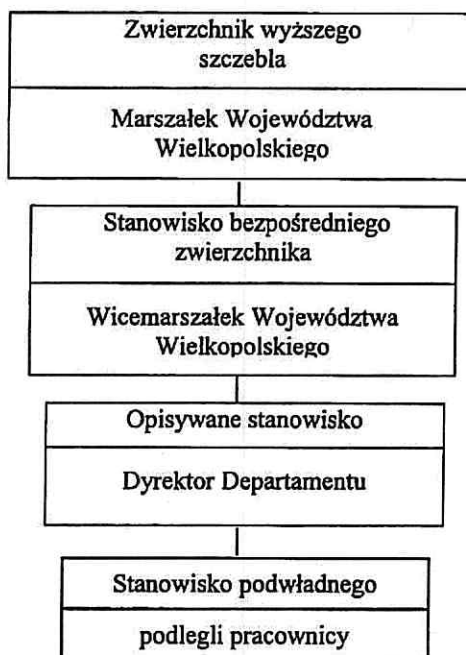 Zwierzchnik wyższego
szczebla
Marszałek Województwa
Wielkopolskiego
Stanowisko bezpośredniego
zwierzchnika
Wicemarszałek Województwa
Wielkopolskiego
Opisywane stanowisko
Dyrektor Departamentu
Stanowisko podwładnego
podlegli pracownicy